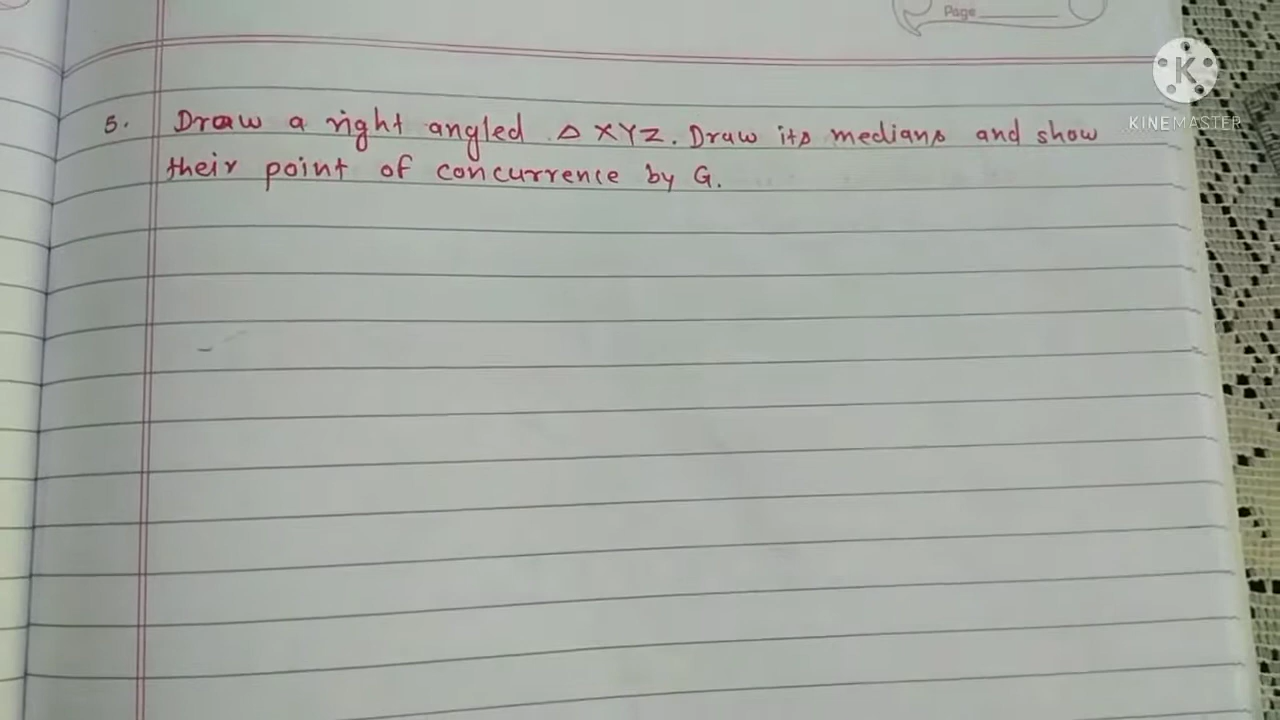 Page
K
KINEMASTER
5. Draw a right angled △ XYZ. Draw its medians and show
their point of concurrence by G.